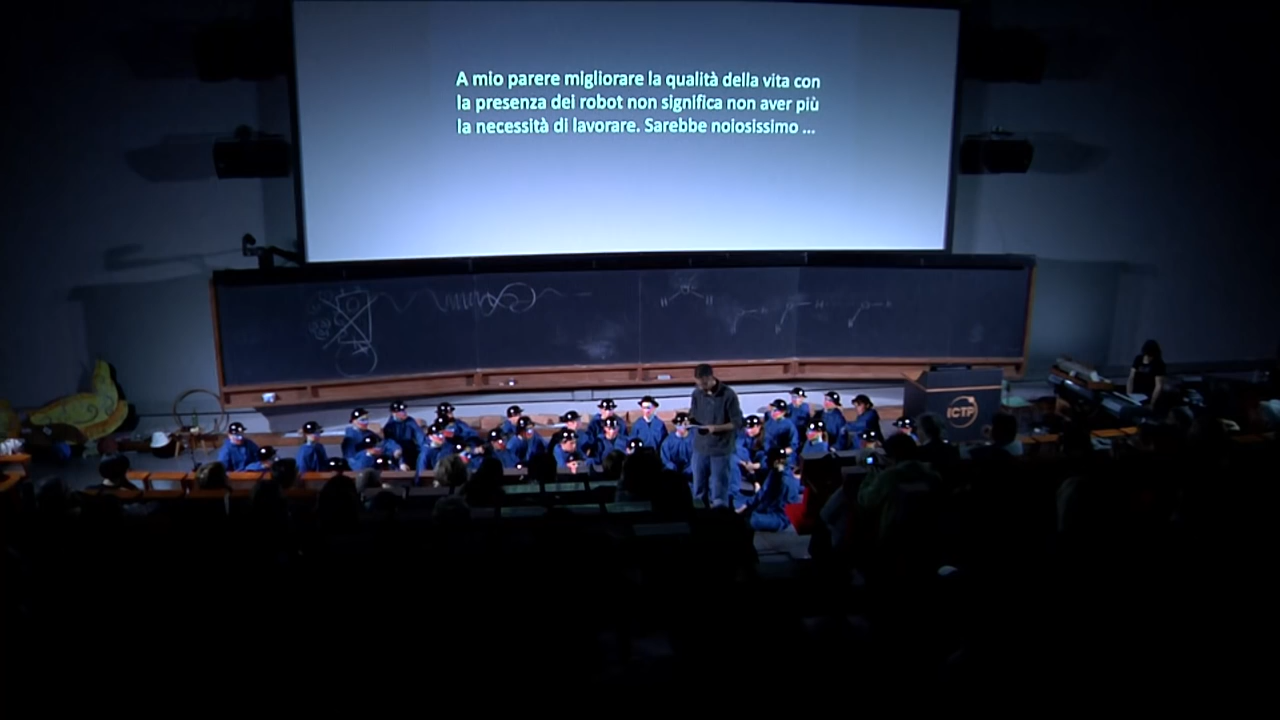 A mio parere migliorare la qualità della vita con
la presenza dei robot non significa non aver più
la necessità di lavorare. Sarebbe noiosissimo ...
ICTP